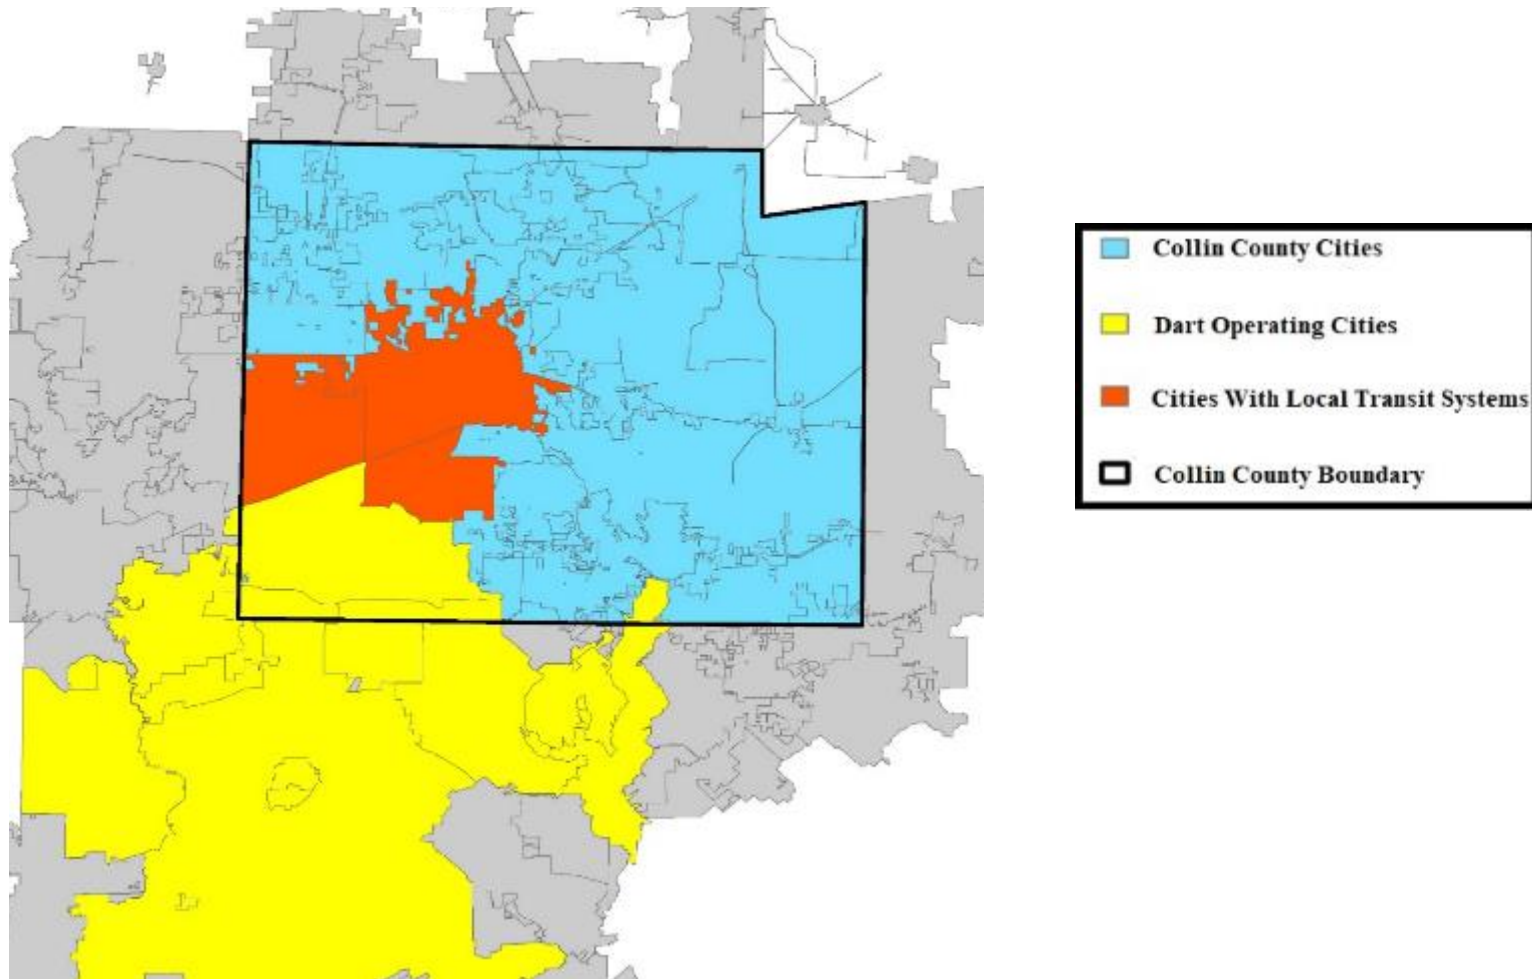 Collin County Cities
Dart Operating Cities
Cities With Local Transit Systems
Collin County Boundary